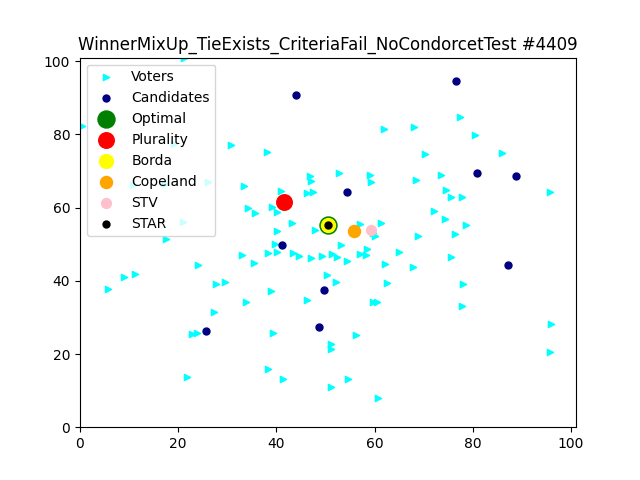 WinnerMixUp_TieExists_CriteriaFail_NoCondorcetTest #4409
100
80
60
40
20
0
Voters
Candidates
Optimal
Plurality
Borda
Copeland
STV
STAR
0 20 40 60 80 100